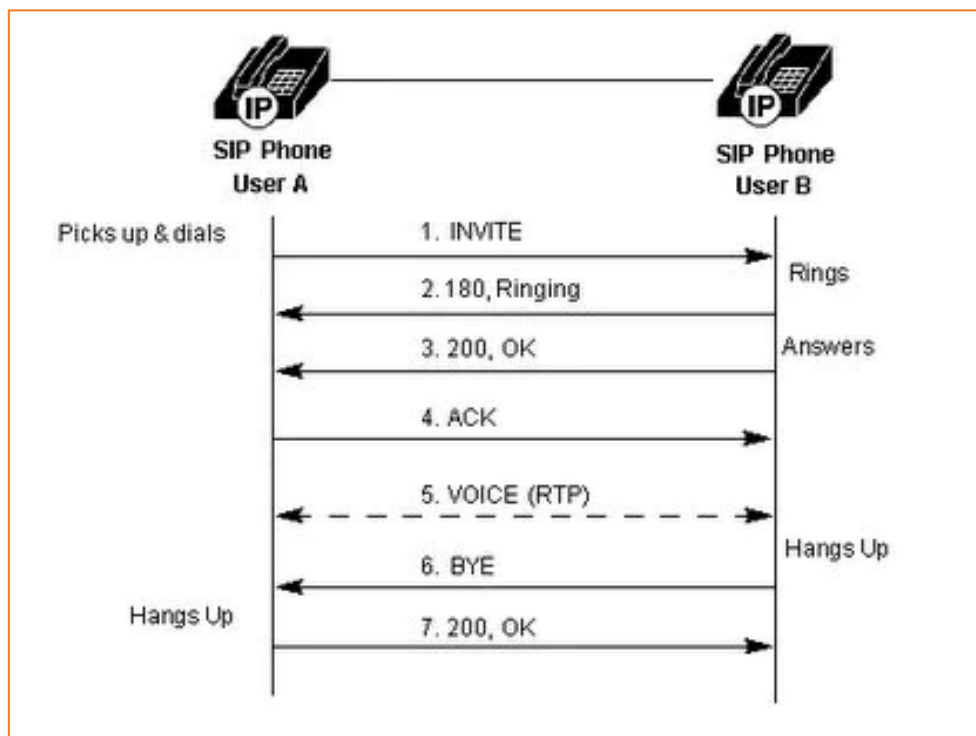 IP
IP
SIP Phone
User A
SIP Phone
User B
Picks up & dials
1. INVITE
Rings
2. 180, Ringing
3. 200, OK
Answers
4. ACK
5. VOICE (RTP)
Hangs Up
6. BYE
Hangs Up
7. 200, OK